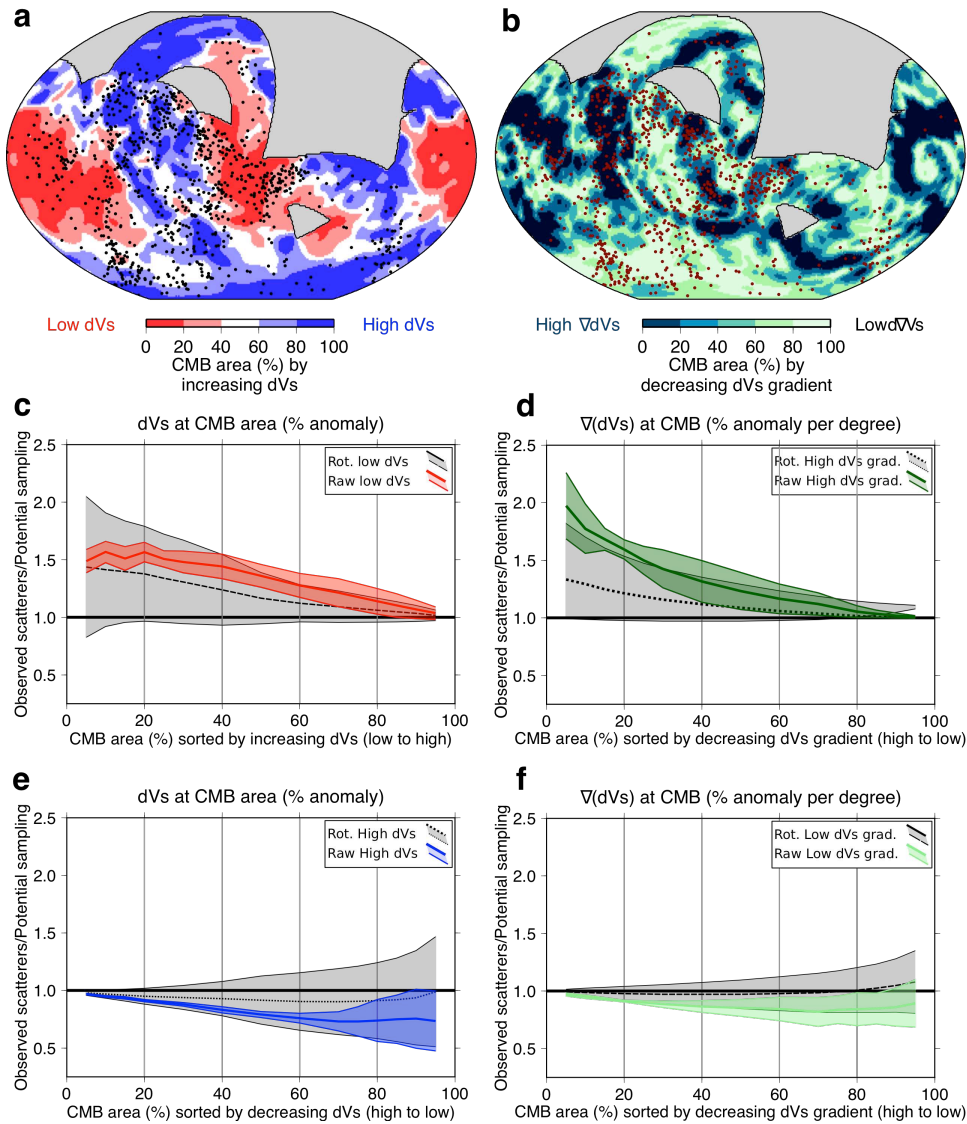 a
b
Low dVs
High dVs
0 20 40 60 80 100
CMB area (%) by
increasing dVs
High ∇dVs
Lowd∇Vs
0 20 40 60 80 100
CMB area (%) by
decreasing dVs gradient
c
dVs at CMB area (% anomaly)
Observed scatterers/Potential sampling
2.5
2.0
1.5
1.0
0.5
Rot. low dVs
Raw low dVs
0 20 40 60 80 100
CMB area (%) sorted by increasing dVs (low to high)
d
∇(dVs) at CMB (% anomaly per degree)
Observed scatterers/Potential sampling
2.5
2.0
1.5
1.0
0.5
Rot. High dVs grad.
Raw High dVs grad.
0 20 40 60 80 100
CMB area (%) sorted by decreasing dVs gradient (high to low)
e
dVs at CMB area (% anomaly)
Observed scatterers/Potential sampling
2.5
2.0
1.5
1.0
0.5
Rot. High dVs
Raw High dVs
0 20 40 60 80 100
CMB area (%) sorted by decreasing dVs (high to low)
f
∇(dVs) at CMB (% anomaly per degree)
Observed scatterers/Potential sampling
2.5
2.0
1.5
1.0
0.5
Rot. Low dVs grad.
Raw Low dVs grad.
0 20 40 60 80 100
CMB area (%) sorted by decreasing dVs gradient (high to low)